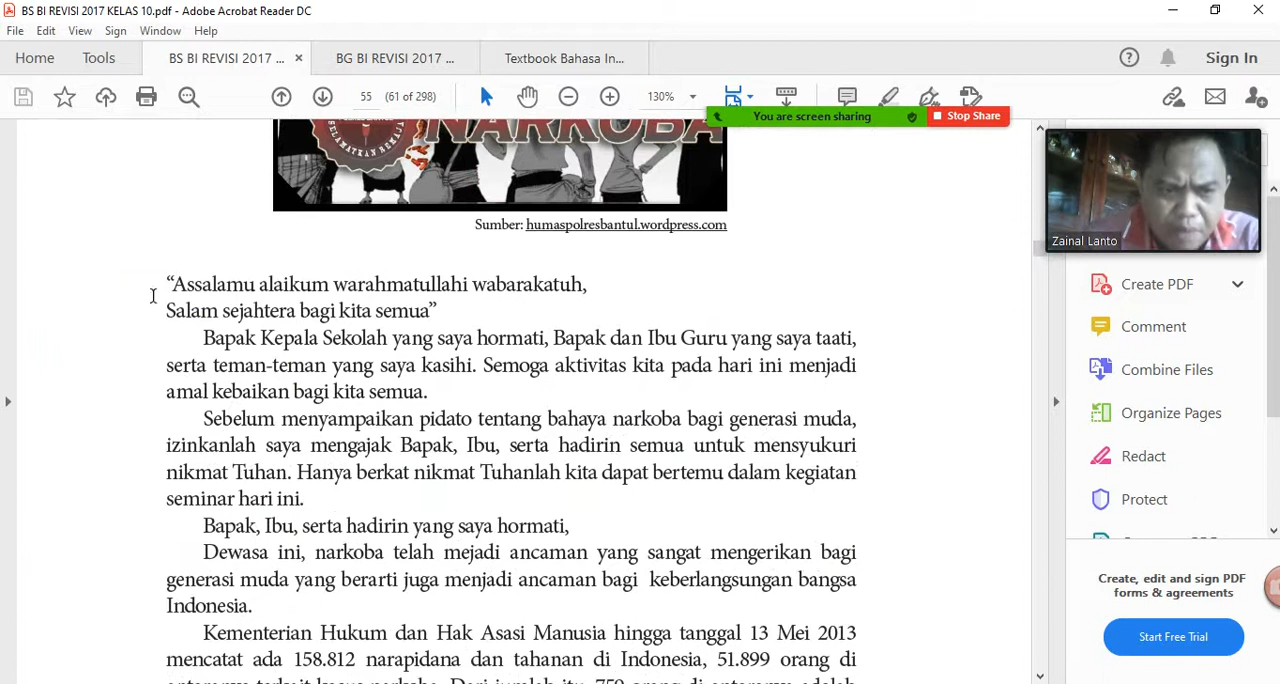 BS BI REVISI 2017 KELAS 10.pdf - Adobe Acrobat Reader DC
File Edit View Sign Window Help
Home Tools BS BI REVISI 2017 ... × BG BI REVISI 2017 ... Textbook Bahasa In... Sign In
55 (61 of 298) 130%
You are screen sharing Stop Share
SELAMATKAN REMAJA
NARKOBA
Sumber: humaspolresbantul.wordpress.com
Zainal Lanto
“Assalamu alaikum warahmatullahi wabarakatuh,
Salam sejahtera bagi kita semua”
Bapak Kepala Sekolah yang saya hormati, Bapak dan Ibu Guru yang saya taati,
serta teman-teman yang saya kasihi. Semoga aktivitas kita pada hari ini menjadi
amal kebaikan bagi kita semua.
Sebelum menyampaikan pidato tentang bahaya narkoba bagi generasi muda,
izinkanlah saya mengajak Bapak, Ibu, serta hadirin semua untuk mensyukuri
nikmat Tuhan. Hanya berkat nikmat Tuhanlah kita dapat bertemu dalam kegiatan
seminar hari ini.
Bapak, Ibu, serta hadirin yang saya hormati,
Dewasa ini, narkoba telah mejadi ancaman yang sangat mengerikan bagi
generasi muda yang berarti juga menjadi ancaman bagi keberlangsungan bangsa
Indonesia.
Kementerian Hukum dan Hak Asasi Manusia hingga tanggal 13 Mei 2013
mencatat ada 158.812 narapidana dan tahanan di Indonesia, 51.899 orang di
Create PDF
Comment
Combine Files
Organize Pages
Redact
Protect
Create, edit and sign PDF
forms & agreements
Start Free Trial